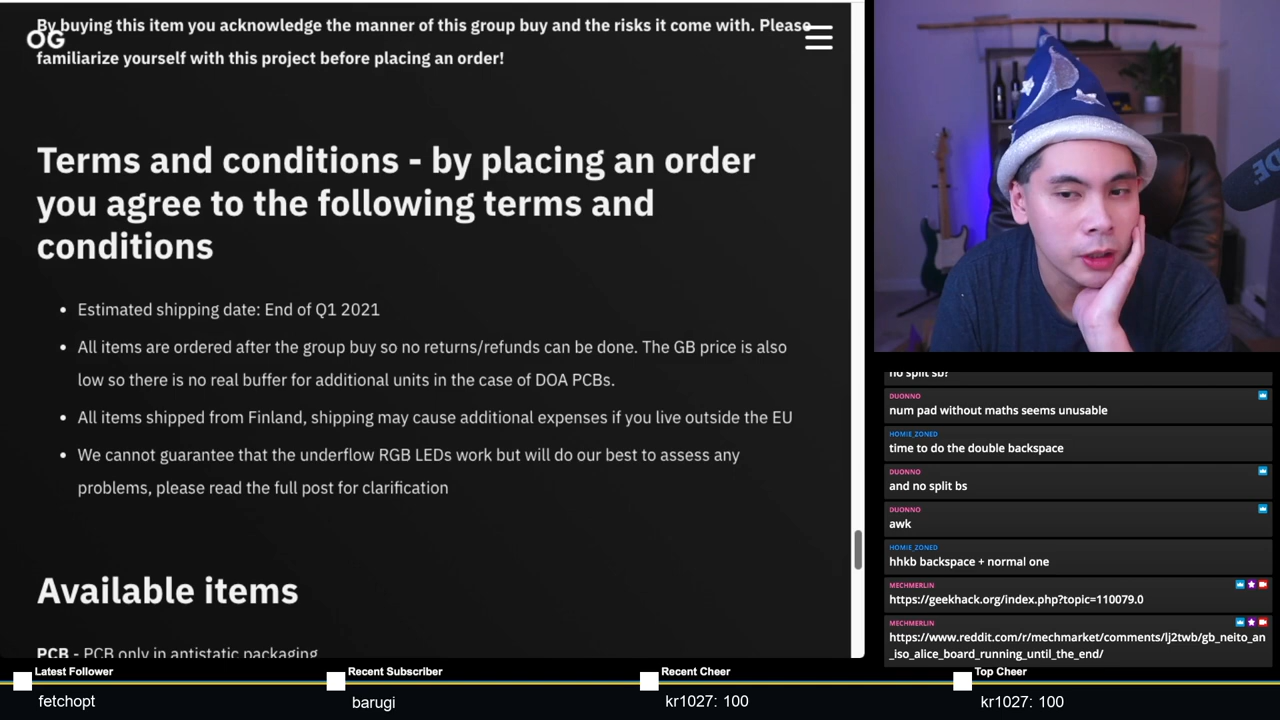 By buying this item you acknowledge the manner of this group buy and the risks it come with. Please
OG
familiarize yourself with this project before placing an order!
Terms and conditions - by placing an order
you agree to the following terms and
conditions
• Estimated shipping date: End of Q1 2021
• All items are ordered after the group buy so no returns/refunds can be done. The GB price is also
low so there is no real buffer for additional units in the case of DOA PCBs.
• All items shipped from Finland, shipping may cause additional expenses if you live outside the EU
• We cannot guarantee that the underflow RGB LEDs work but will do our best to assess any
problems, please read the full post for clarification
Available items
PCB - PCB only in antistatic packaging
no split sb?
DUONNO
num pad without maths seems unusable
HOMIE_ZONED
time to do the double backspace
DUONNO
and no split bs
DUONNO
awk
HOMIE_ZONED
hhkb backspace + normal one
MECHMERLIN
https://geekhack.org/index.php?topic=110079.0
MECHMERLIN
https://www.reddit.com/r/mechmarket/comments/lj2twb/gb_neito_an
_iso_alice_board_running_until_the_end/
Latest Follower
fetchopt
Recent Subscriber
barugi
Recent Cheer
kr1027: 100
Top Cheer
kr1027: 100